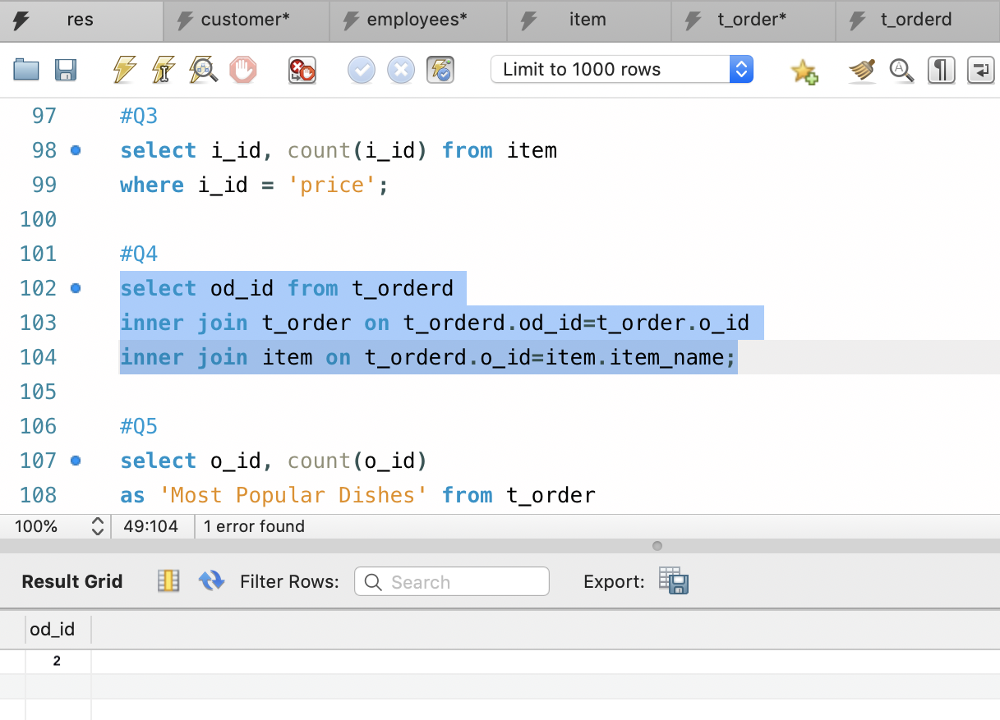 res customer* employees* item t_order* t_orderd
Limit to 1000 rows
97 #Q3
98 select i_id, count(i_id) from item
99 where i_id = 'price';
100
101 #Q4
102 select od_id from t_orderd
103 inner join t_order on t_orderd.od_id=t_order.o_id
104 inner join item on t_orderd.o_id=item.item_name;
105
106 #Q5
107 select o_id, count(o_id)
108 as 'Most Popular Dishes' from t_order
100% 49:104 1 error found
Result Grid Filter Rows: Search Export:
od_id
2